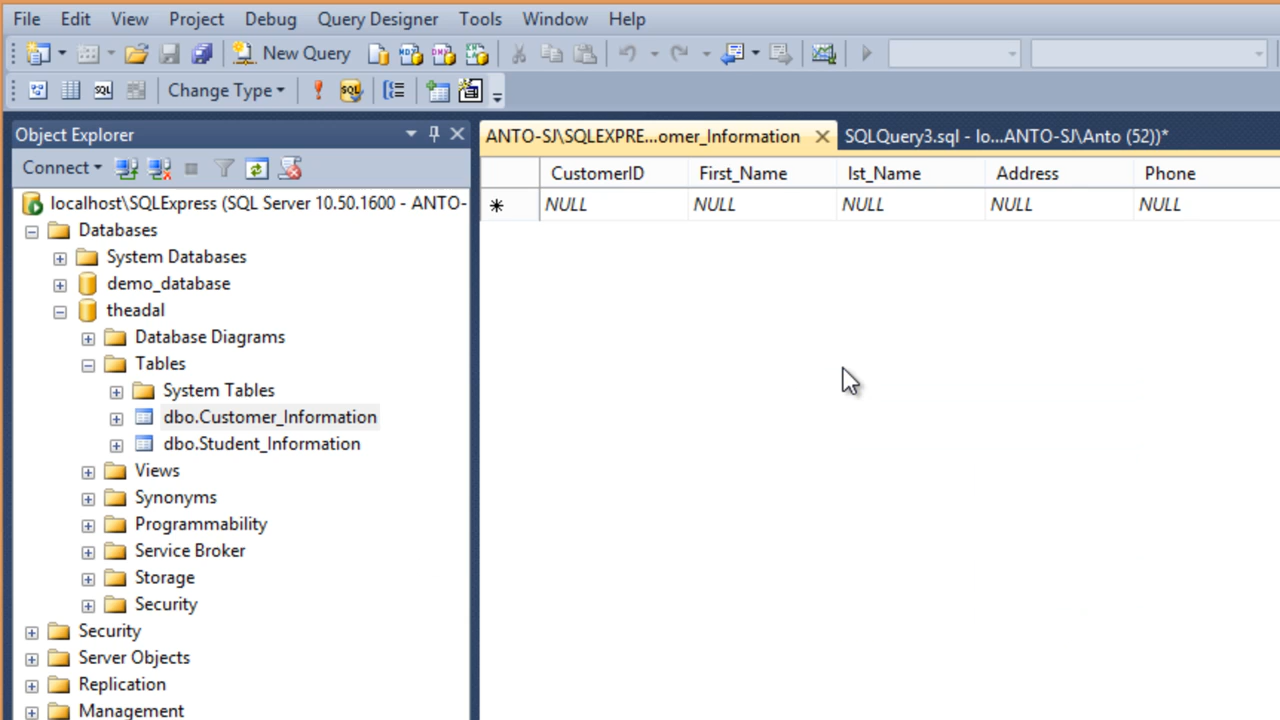 File Edit View Project Debug Query Designer Tools Window Help
New Query
SQL Change Type SQL
Object Explorer
Connect
localhost\SQLExpress (SQL Server 10.50.1600 - ANTO-
Databases
System Databases
demo_database
theadal
Database Diagrams
Tables
System Tables
dbo.Customer_Information
dbo.Student_Information
Views
Synonyms
Programmability
Service Broker
Storage
Security
Security
Server Objects
Replication
Management
ANTO-SJ\SQLEXPRE...omer_Information SQLQuery3.sql - lo...ANTO-SJ\Anto (52))*
CustomerID First_Name lst_Name Address Phone
NULL NULL NULL NULL NULL